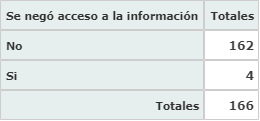 Se negó acceso a la información Totales
No 162
Si 4
Totales 166